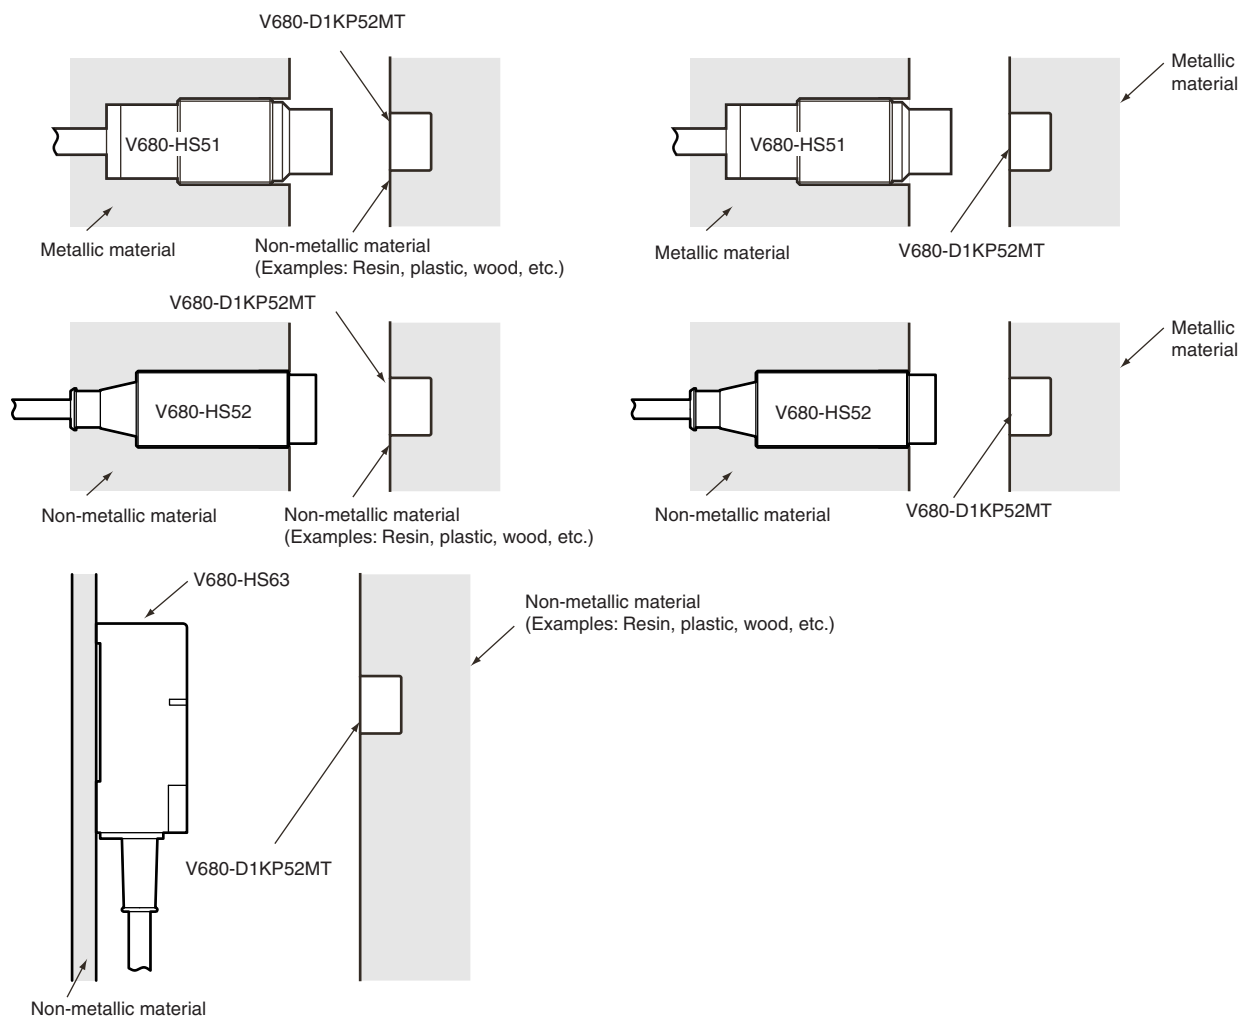 V680-D1KP52MT
Metallic
material
V680-HS51
V680-HS51
Metallic material
Non-metallic material
(Examples: Resin, plastic, wood, etc.)
Metallic material
V680-D1KP52MT
V680-D1KP52MT
Metallic
material
V680-HS52
V680-HS52
Non-metallic material
Non-metallic material
(Examples: Resin, plastic, wood, etc.)
Non-metallic material
V680-D1KP52MT
V680-HS63
Non-metallic material
(Examples: Resin, plastic, wood, etc.)
V680-D1KP52MT
Non-metallic material